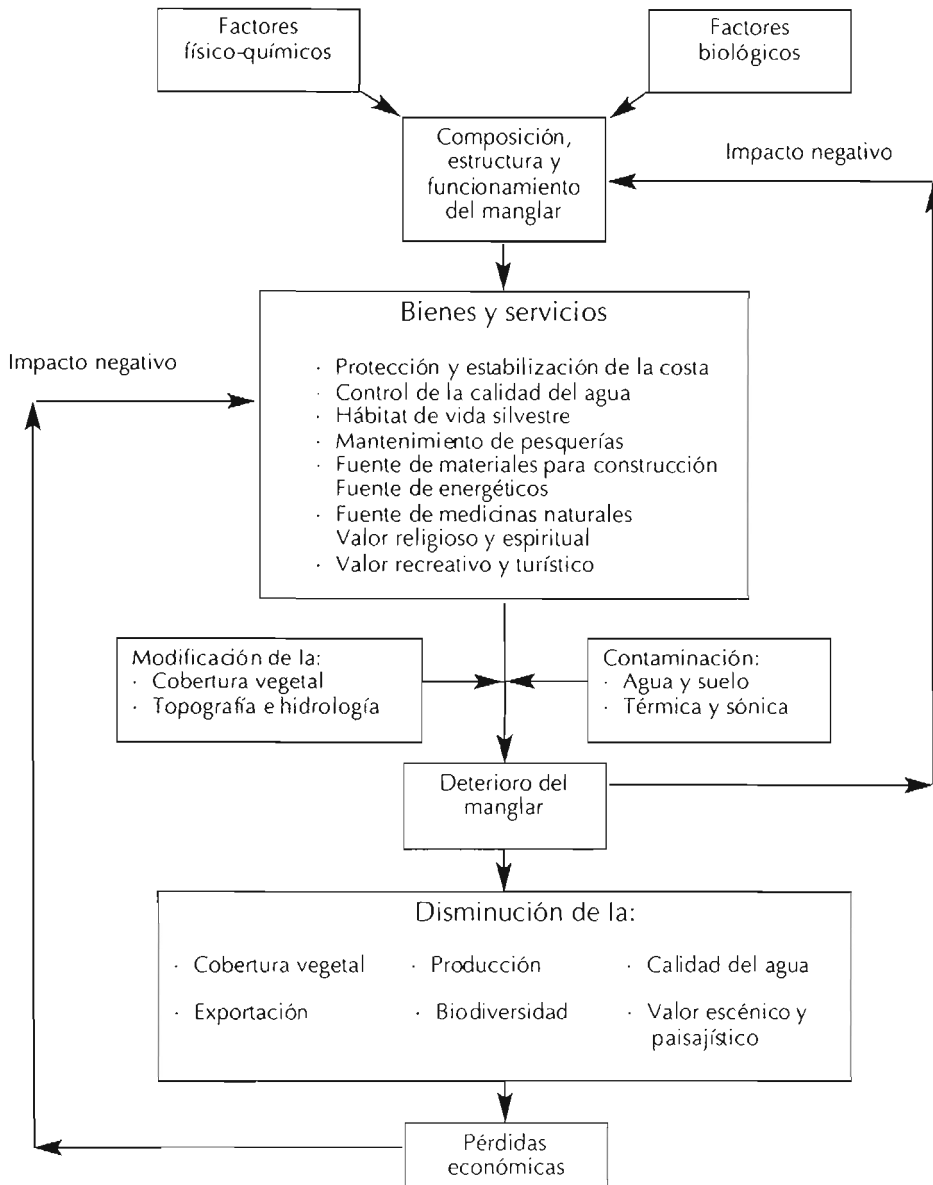 Factores
físico-químicos
Factores
biológicos
Composición,
estructura y
funcionamiento
del manglar
Impacto negativo
Bienes y servicios
Impacto negativo
· Protección y estabilización de la costa
· Control de la calidad del agua
· Hábitat de vida silvestre
· Mantenimiento de pesquerías
· Fuente de materiales para construcción
Fuente de energéticos
· Fuente de medicinas naturales
Valor religioso y espiritual
· Valor recreativo y turístico
Modificación de la:
· Cobertura vegetal
· Topografía e hidrología
Contaminación:
· Agua y suelo
· Térmica y sónica
Deterioro del
manglar
Disminución de la:
· Cobertura vegetal
· Producción
· Calidad del agua
· Exportación
· Biodiversidad
· Valor escénico y
paisajístico
Pérdidas
económicas